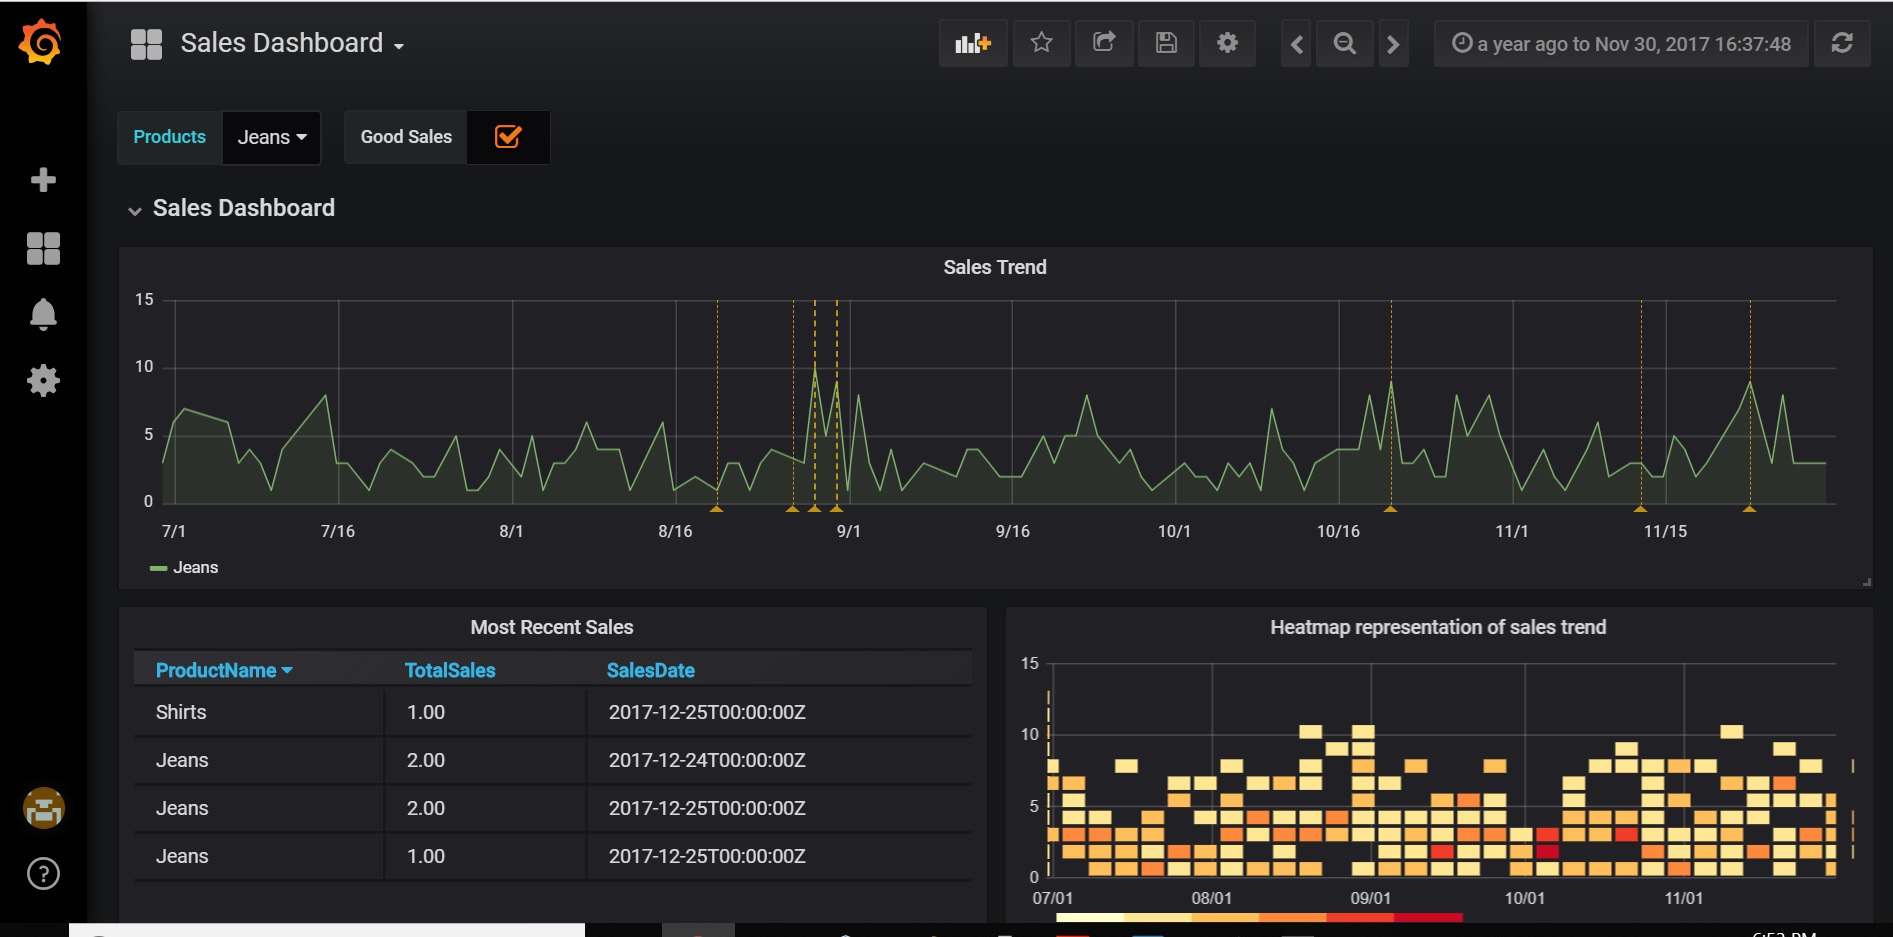 Sales Dashboard
a year ago to Nov 30, 2017 16:37:48
Products Jeans Good Sales
Sales Dashboard
Sales Trend
15
10
5
0
7/1 7/16 8/1 8/16 9/1 9/16 10/1 10/16 11/1 11/15
Jeans
Most Recent Sales
ProductName TotalSales SalesDate
Shirts 1.00 2017-12-25T00:00:00Z
Jeans 2.00 2017-12-24T00:00:00Z
Jeans 2.00 2017-12-25T00:00:00Z
Jeans 1.00 2017-12-25T00:00:00Z
Heatmap representation of sales trend
15
10
5
0
07/01 08/01 09/01 10/01 11/01
?